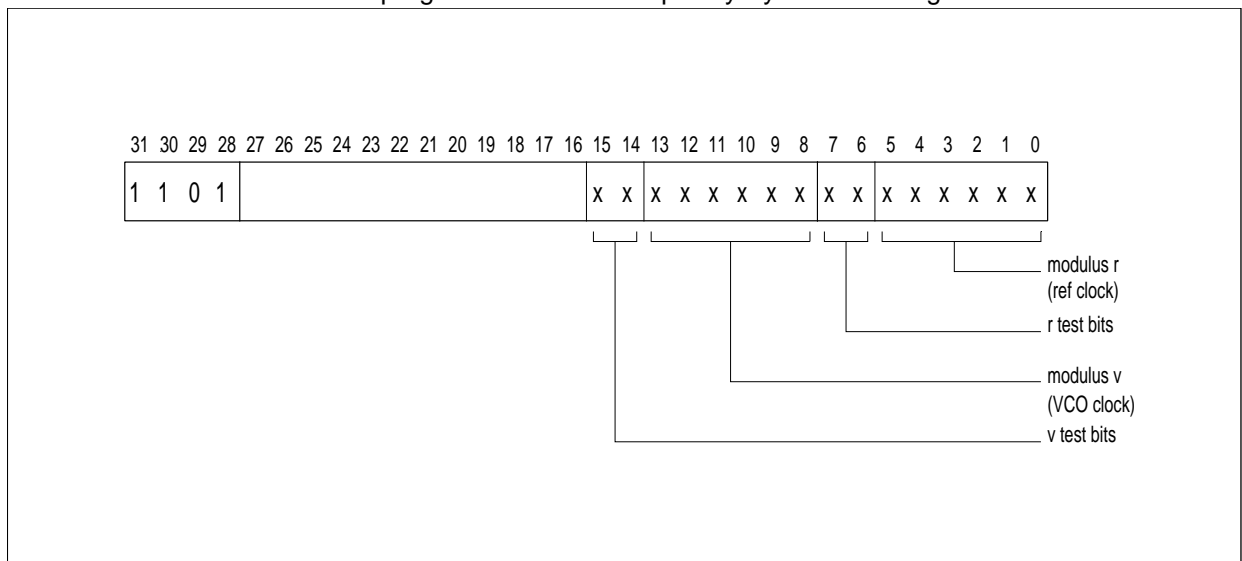 31 30 29 28 27 26 25 24 23 22 21 20 19 18 17 16 15 14 13 12 11 10 9 8 7 6 5 4 3 2 1 0
1 1 0 1 x x x x x x x x x x x x x x x x
modulus r
(ref clock)
r test bits
modulus v
(VCO clock)
v test bits